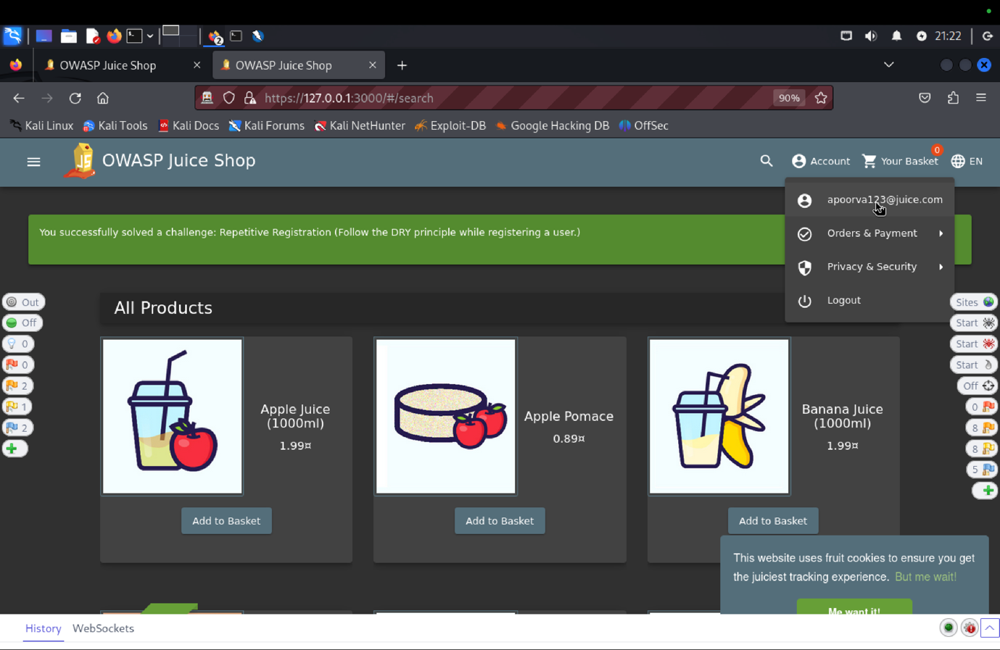 21:22
OWASP Juice Shop
OWASP Juice Shop
https://127.0.0.1:3000/#/search
90%
Kali Linux
Kali Tools
Kali Docs
Kali Forums
Kali NetHunter
Exploit-DB
Google Hacking DB
OffSec
OWASP Juice Shop
Account
Your Basket
0
EN
apoorva123@juice.com
You successfully solved a challenge: Repetitive Registration (Follow the DRY principle while registering a user.)
Orders & Payment
Privacy & Security
Logout
Out
Off
0
0
2
1
2
Sites
Start
Start
Start
Off
0
8
8
5
All Products
Apple Juice
(1000ml)
1.99¤
Add to Basket
Apple Pomace
0.89¤
Add to Basket
Banana Juice
(1000ml)
1.99¤
Add to Basket
This website uses fruit cookies to ensure you get
the juiciest tracking experience. But me wait!
Me want it!
History
WebSockets